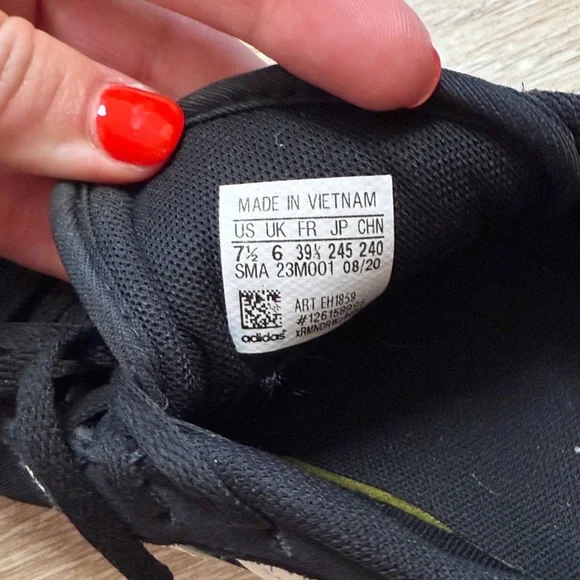 MADE IN VIETNAM
US UK FR JP CHN
7½ 6 39⅓ 245 240
SMA 23M001 08/20
ART EH1859
adidas